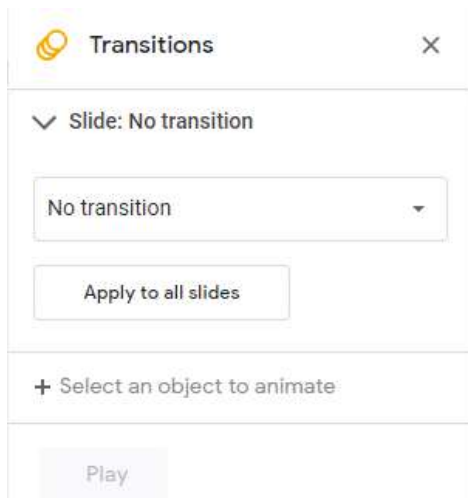 Transitions
Slide: No transition
No transition
Apply to all slides
+ Select an object to animate
Play